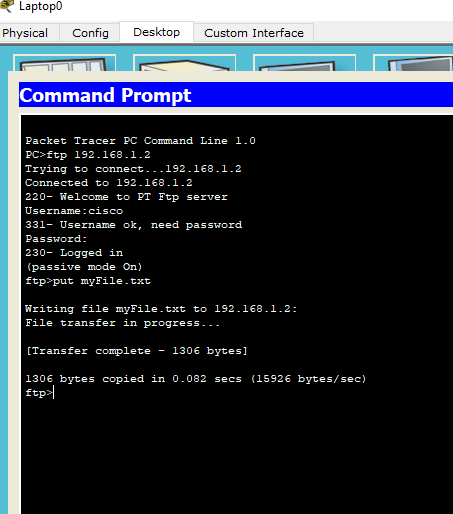 Laptop0
Physical Config Desktop Custom Interface
Command Prompt
Packet Tracer PC Command Line 1.0
PC>ftp 192.168.1.2
Trying to connect...192.168.1.2
Connected to 192.168.1.2
220- Welcome to PT Ftp server
Username:cisco
331- Username ok, need password
Password:
230- Logged in
(passive mode On)
ftp>put myFile.txt
Writing file myFile.txt to 192.168.1.2:
File transfer in progress...
[Transfer complete - 1306 bytes]
1306 bytes copied in 0.082 secs (15926 bytes/sec)
ftp>